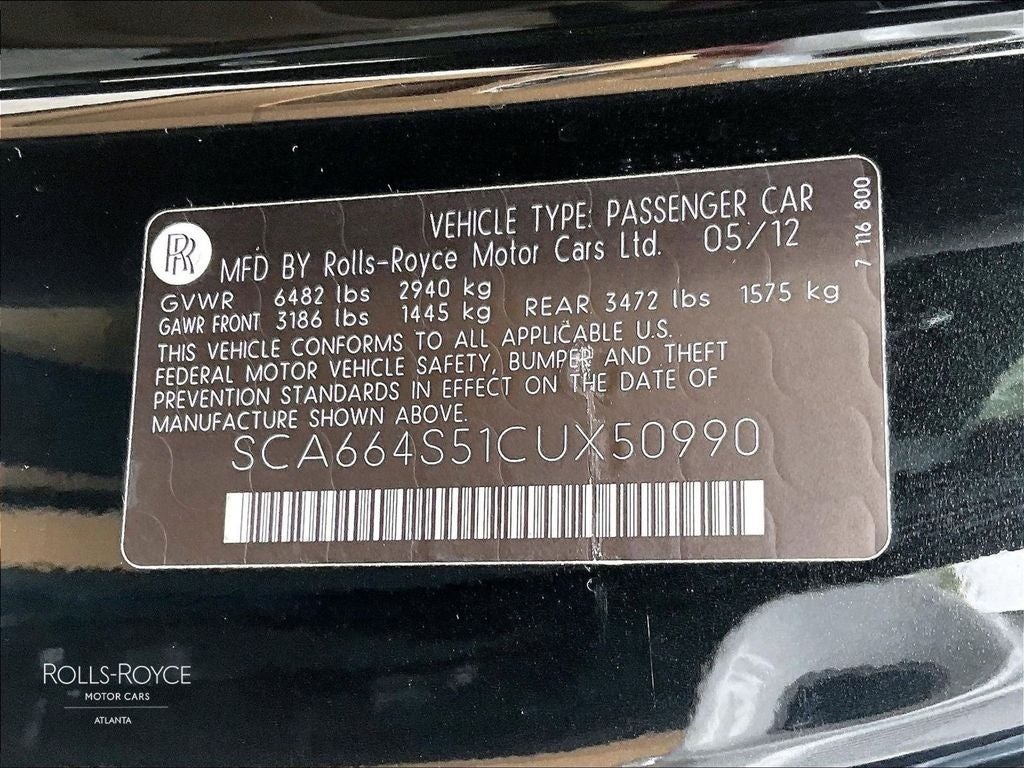 VEHICLE TYPE: PASSENGER CAR
RR
MFD BY Rolls-Royce Motor Cars Ltd. 05/12
GVWR 6482 lbs 2940 kg
GAWR FRONT 3186 lbs 1445 kg REAR 3472 lbs 1575 kg
THIS VEHICLE CONFORMS TO ALL APPLICABLE U.S.
FEDERAL MOTOR VEHICLE SAFETY, BUMPER AND THEFT
PREVENTION STANDARDS IN EFFECT ON THE DATE OF
MANUFACTURE SHOWN ABOVE.
SCA664S51CUX50990
7 116 800
ROLLS-ROYCE
MOTOR CARS
ATLANTA